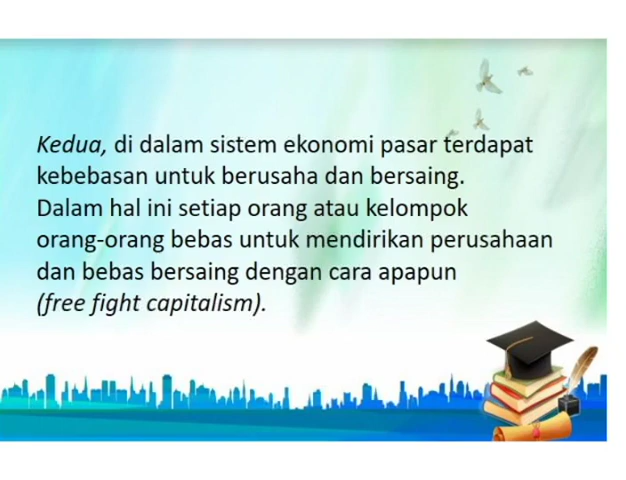 Kedua, di dalam sistem ekonomi pasar terdapat
kebebasan untuk berusaha dan bersaing.
Dalam hal ini setiap orang atau kelompok
orang-orang bebas untuk mendirikan perusahaan
dan bebas bersaing dengan cara apapun
(free fight capitalism).